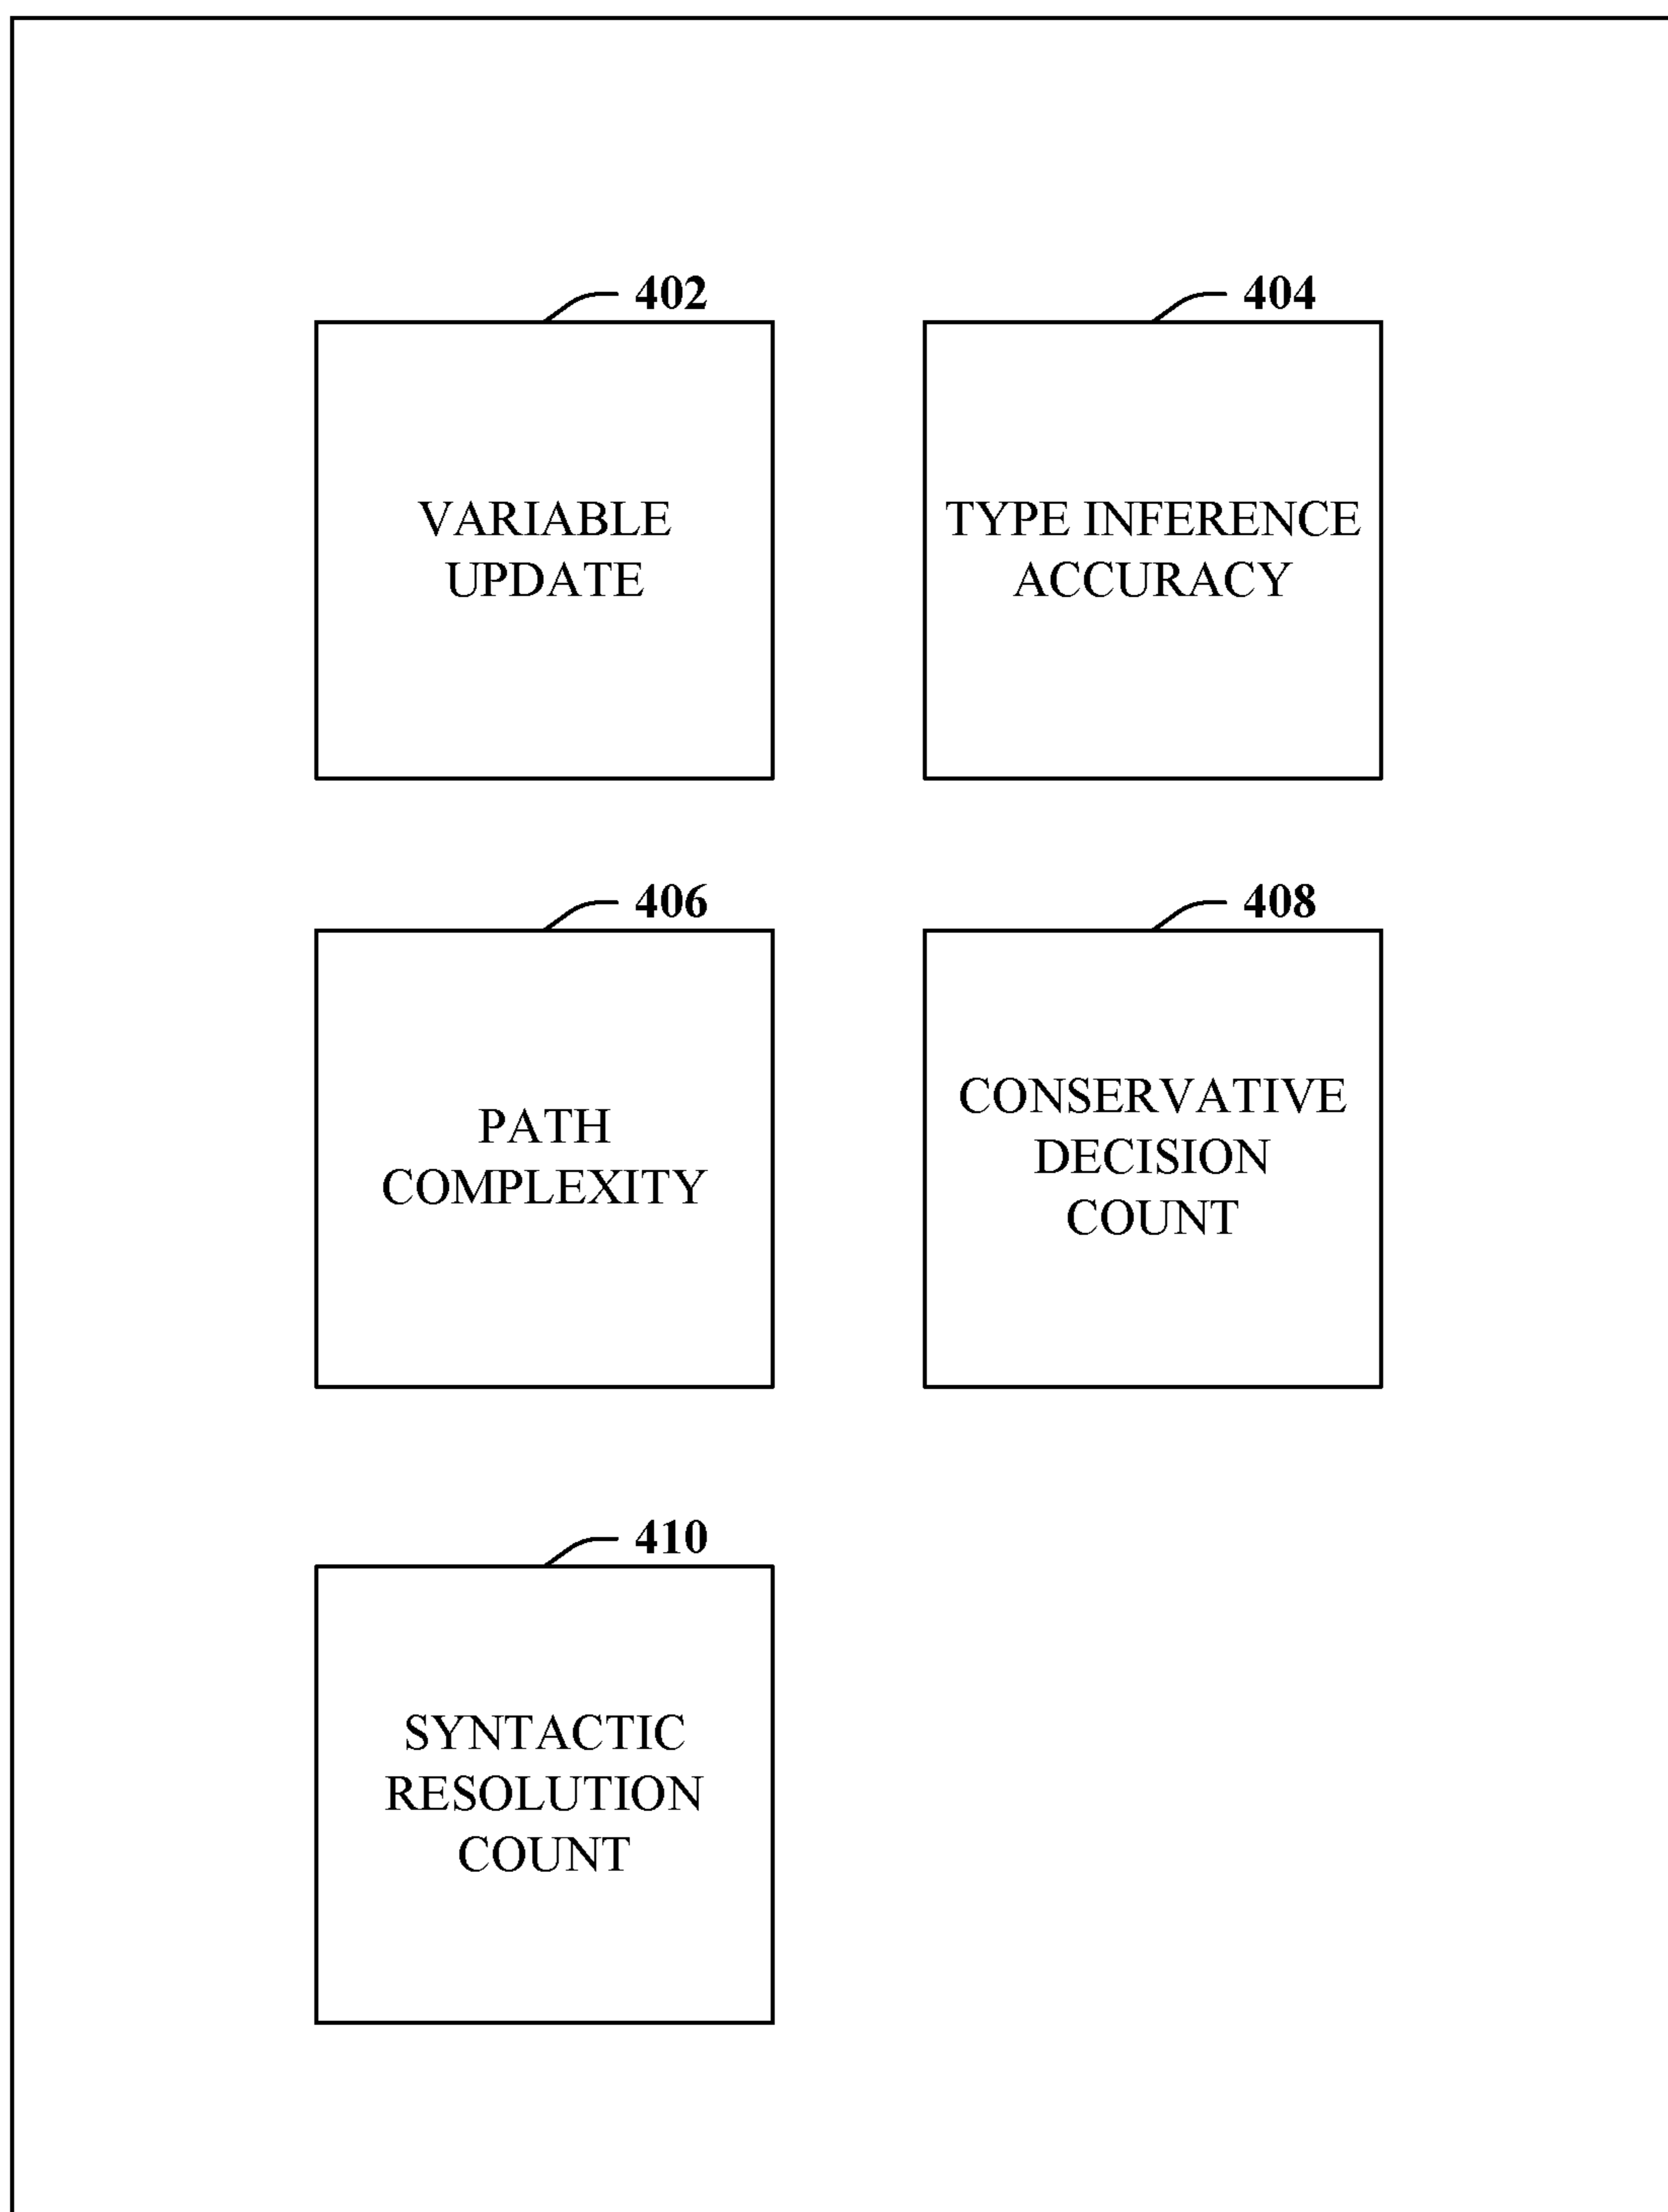 402
VARIABLE
UPDATE
404
TYPE INFERENCE
ACCURACY
406
PATH
COMPLEXITY
408
CONSERVATIVE
DECISION
COUNT
410
SYNTACTIC
RESOLUTION
COUNT